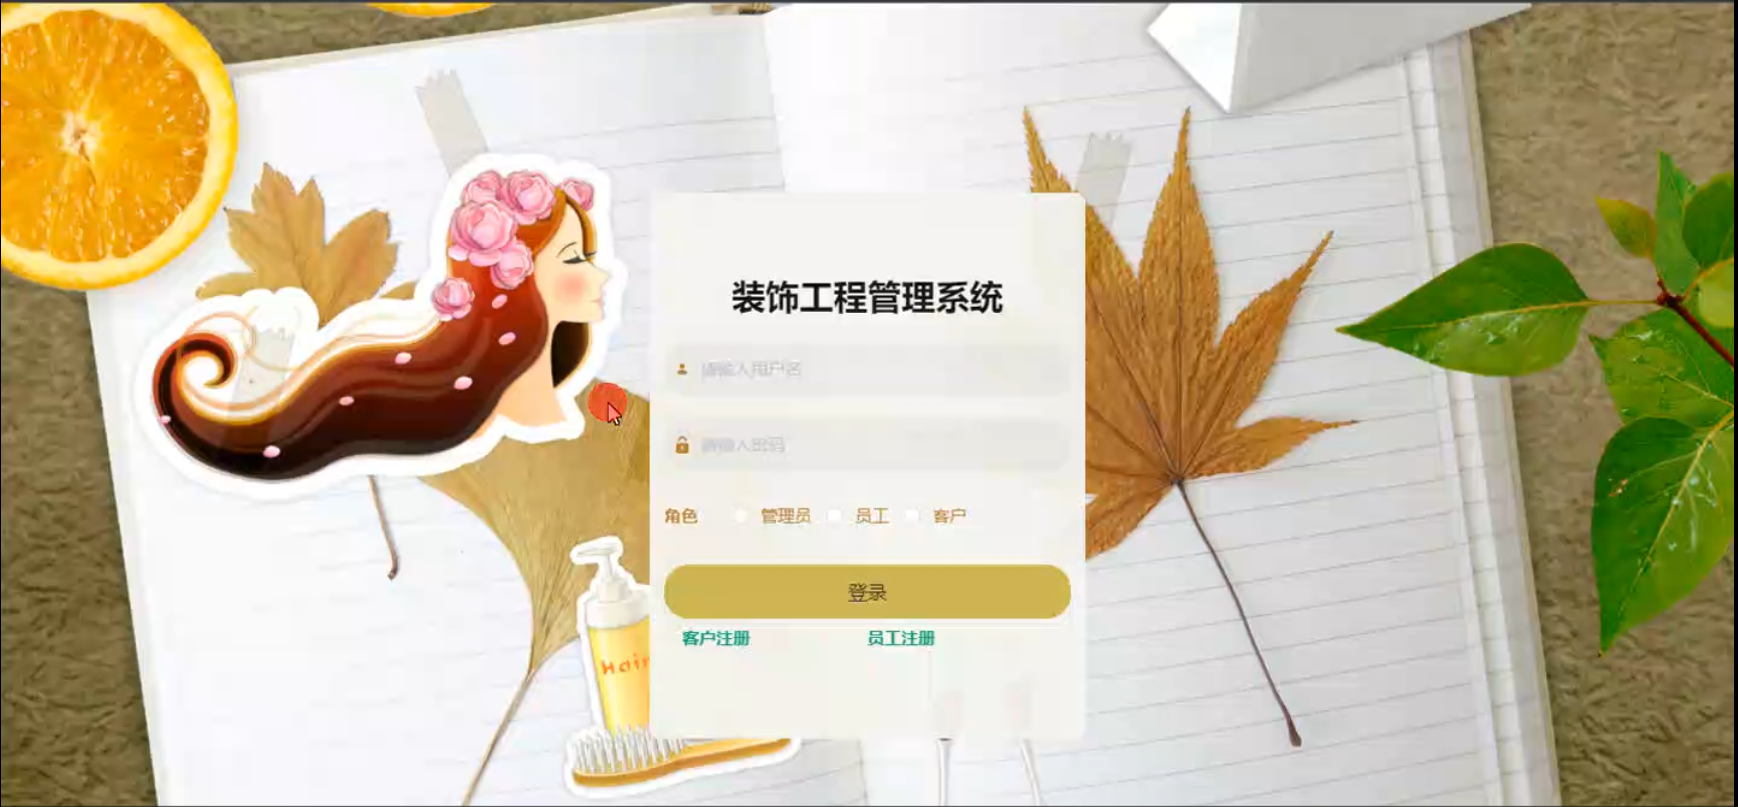 装饰工程管理系统
请输入用户名
请输入密码
角色 管理员 员工 客户
登录
客户注册 员工注册
Hair